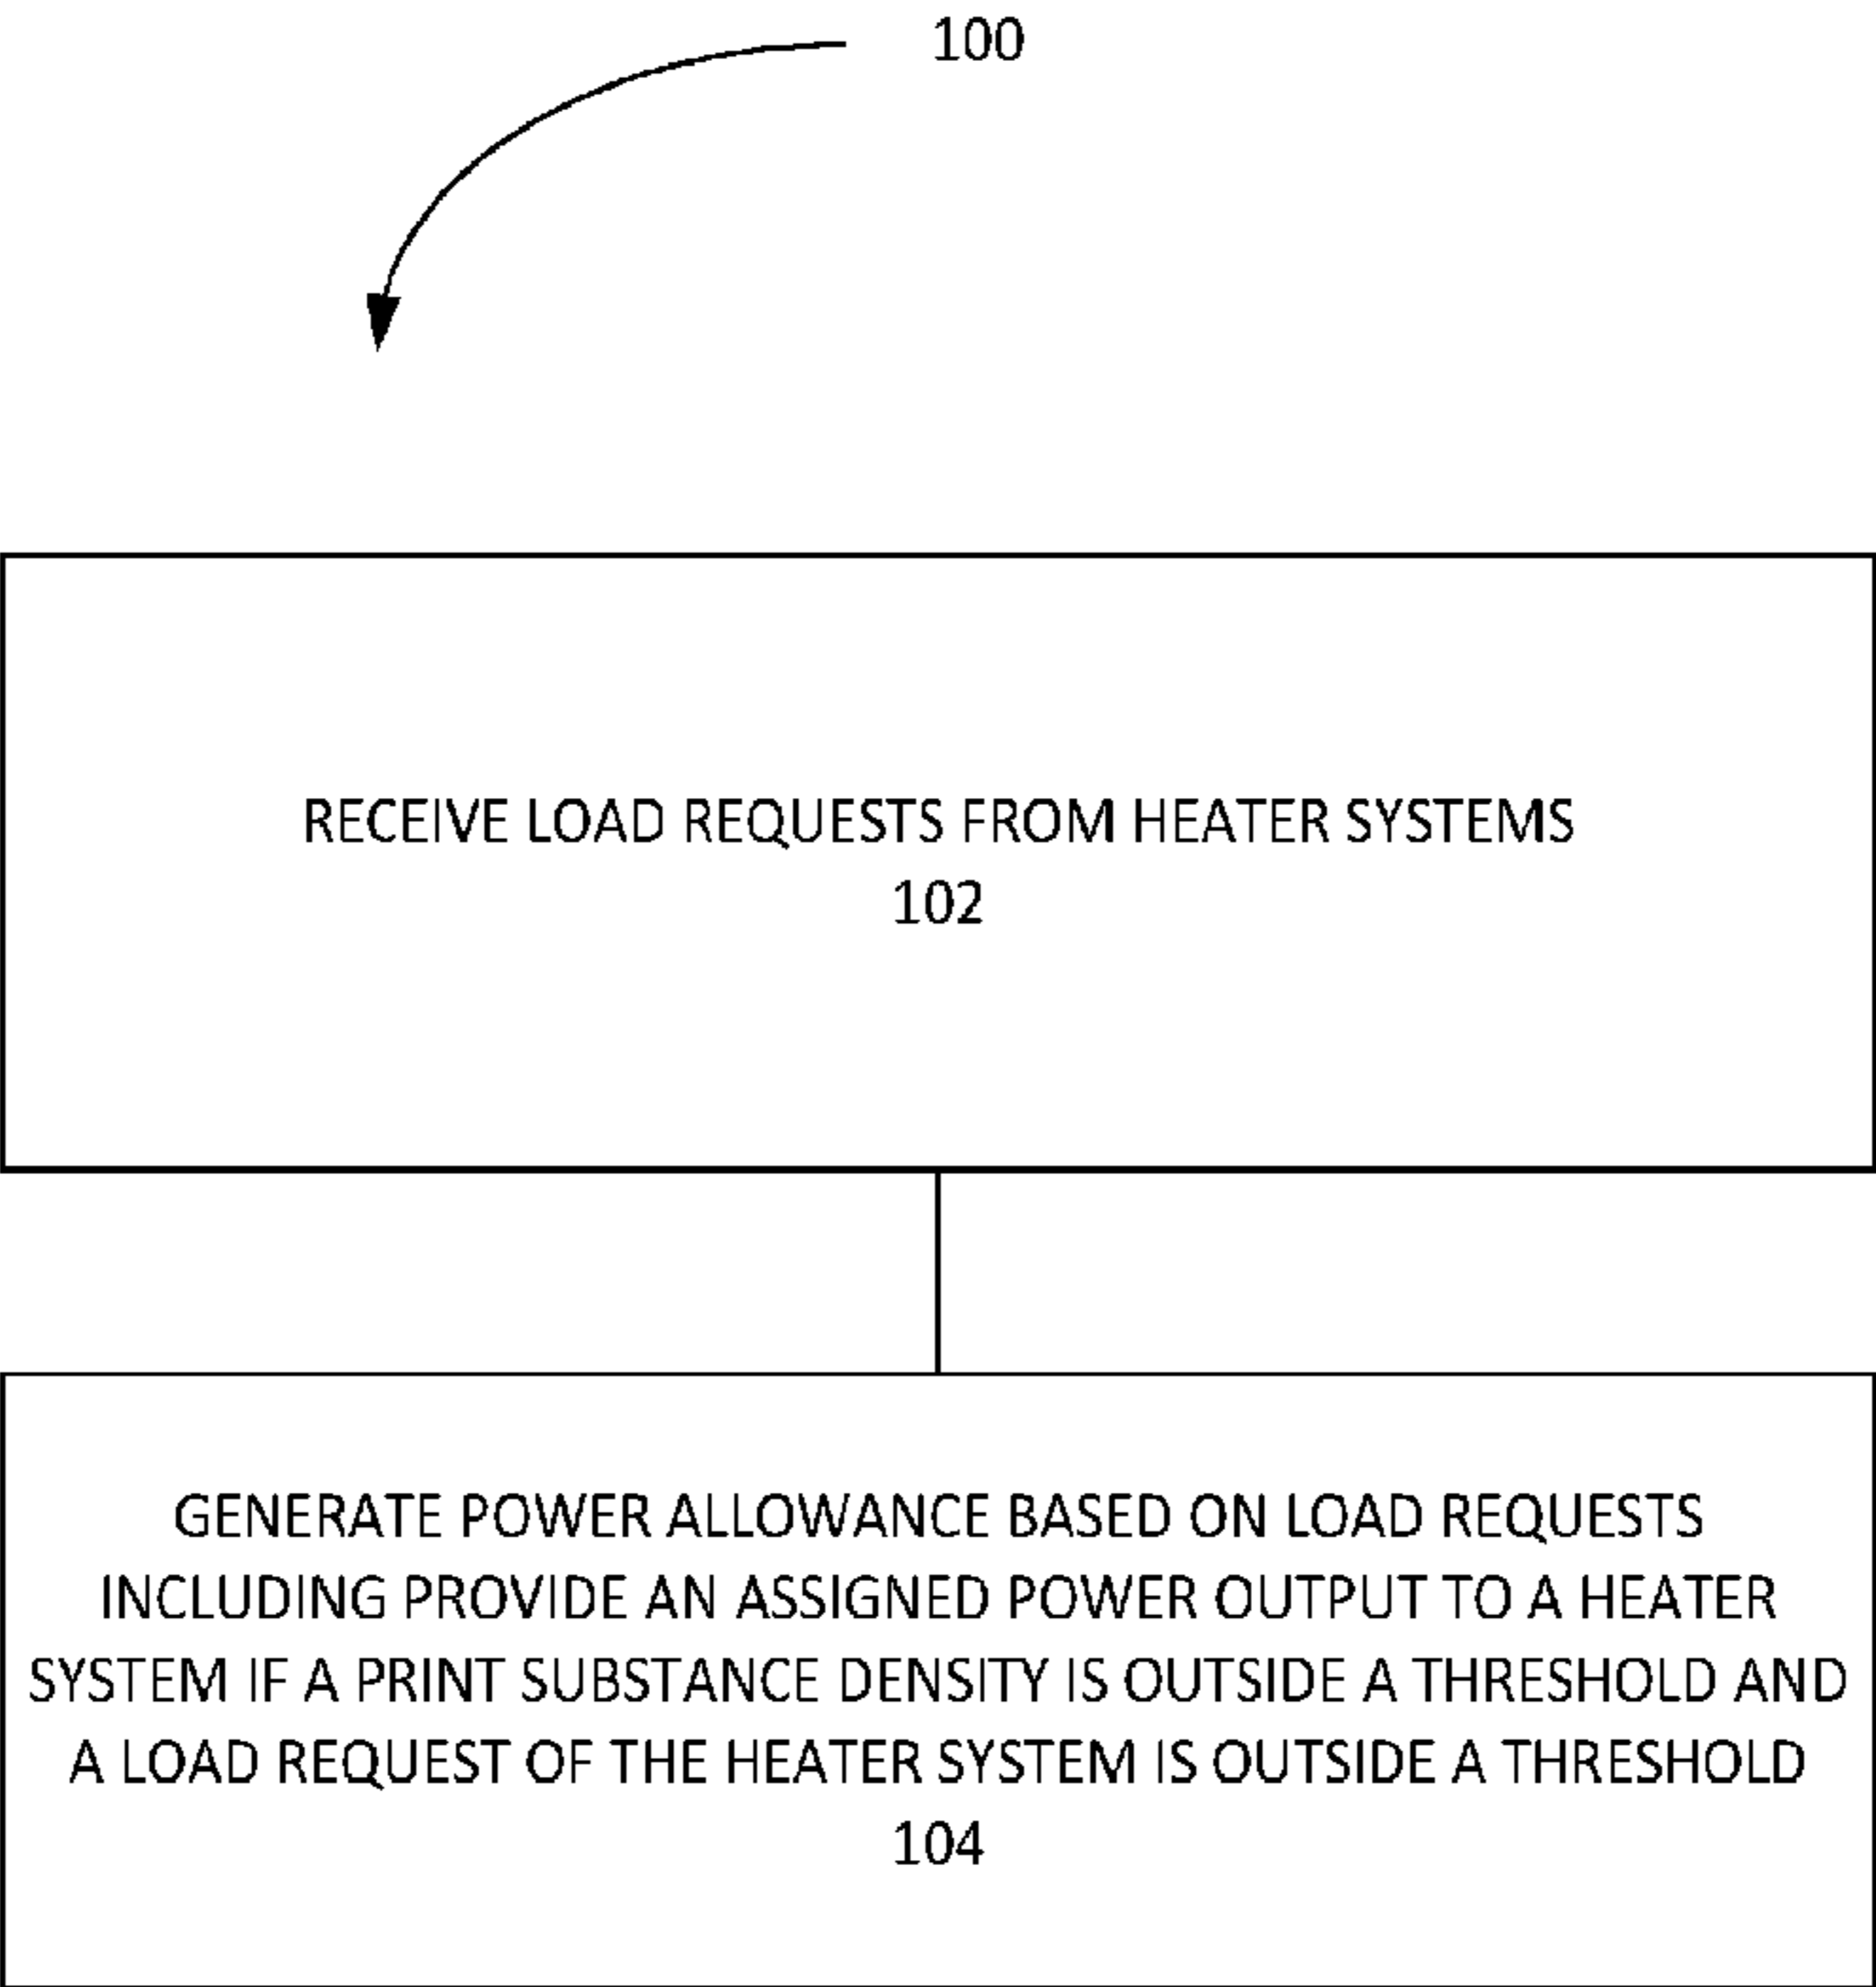 100
RECEIVE LOAD REQUESTS FROM HEATER SYSTEMS
102
GENERATE POWER ALLOWANCE BASED ON LOAD REQUESTS
INCLUDING PROVIDE AN ASSIGNED POWER OUTPUT TO A HEATER
SYSTEM IF A PRINT SUBSTANCE DENSITY IS OUTSIDE A THRESHOLD AND
A LOAD REQUEST OF THE HEATER SYSTEM IS OUTSIDE A THRESHOLD
104